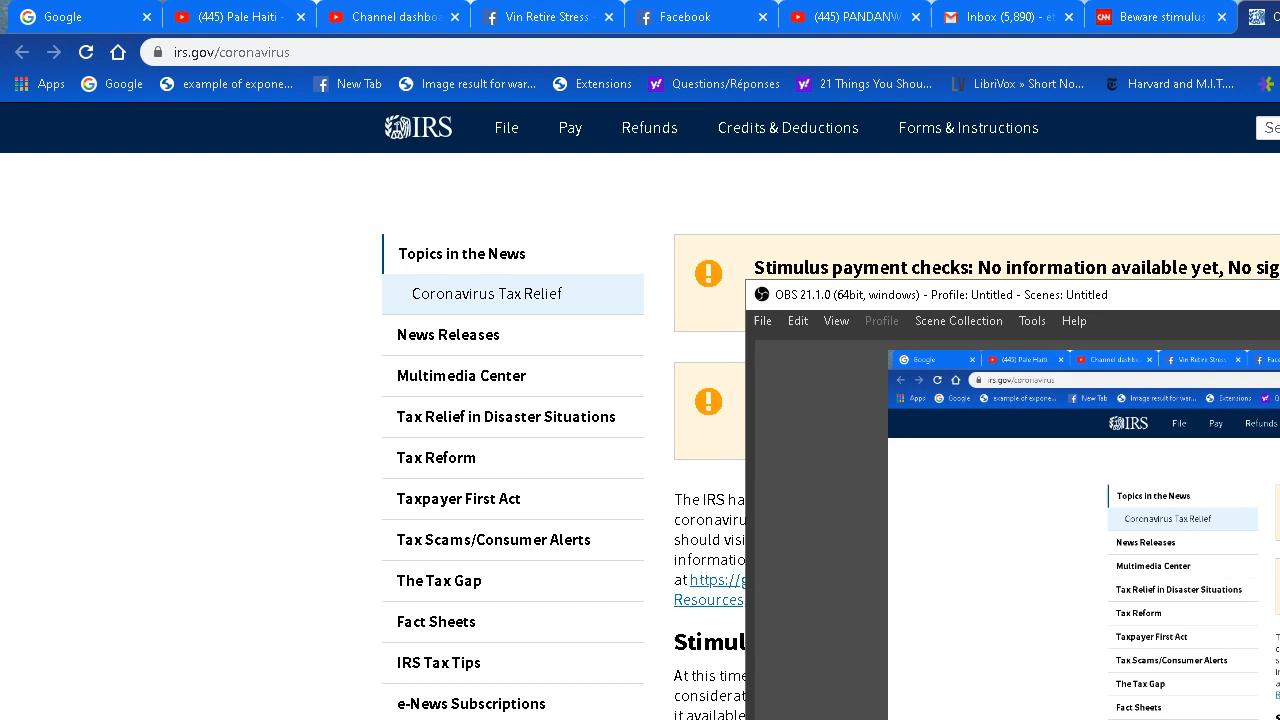 Google
(445) Pale Haiti -
Channel dashbo
Vin Retire Stress -
Facebook
(445) PANDANW
Inbox (5,890) - e
Beware stimulus
irs.gov/coronavirus
Apps
Google
example of expone...
New Tab
Image result for war...
Extensions
Questions/Réponses
21 Things You Shou...
LibriVox » Short No...
Harvard and M.I.T....
IRS
File
Pay
Refunds
Credits & Deductions
Forms & Instructions
Se
Topics in the News
Coronavirus Tax Relief
News Releases
Multimedia Center
Tax Relief in Disaster Situations
Tax Reform
Taxpayer First Act
Tax Scams/Consumer Alerts
The Tax Gap
Fact Sheets
IRS Tax Tips
e-News Subscriptions
Stimulus payment checks: No information available yet, No sig
The IRS ha
coronaviru
should visi
informatio
at https://g
Resources
Stimul
At this time
considerat
it available
OBS 21.1.0 (64bit, windows) - Profile: Untitled - Scenes: Untitled
File
Edit
View
Profile
Scene Collection
Tools
Help
Google
(445) Pale Haiti
Channel dashbo
Vin Retire Stress
Face
irs.gov/coronavirus
Apps
Google
example of expone...
New Tab
Image result for war...
Extensions
IRS
File
Pay
Refunds
Topics in the News
Coronavirus Tax Relief
News Releases
Multimedia Center
Tax Relief in Disaster Situations
Tax Reform
Taxpayer First Act
Tax Scams/Consumer Alerts
The Tax Gap
Fact Sheets